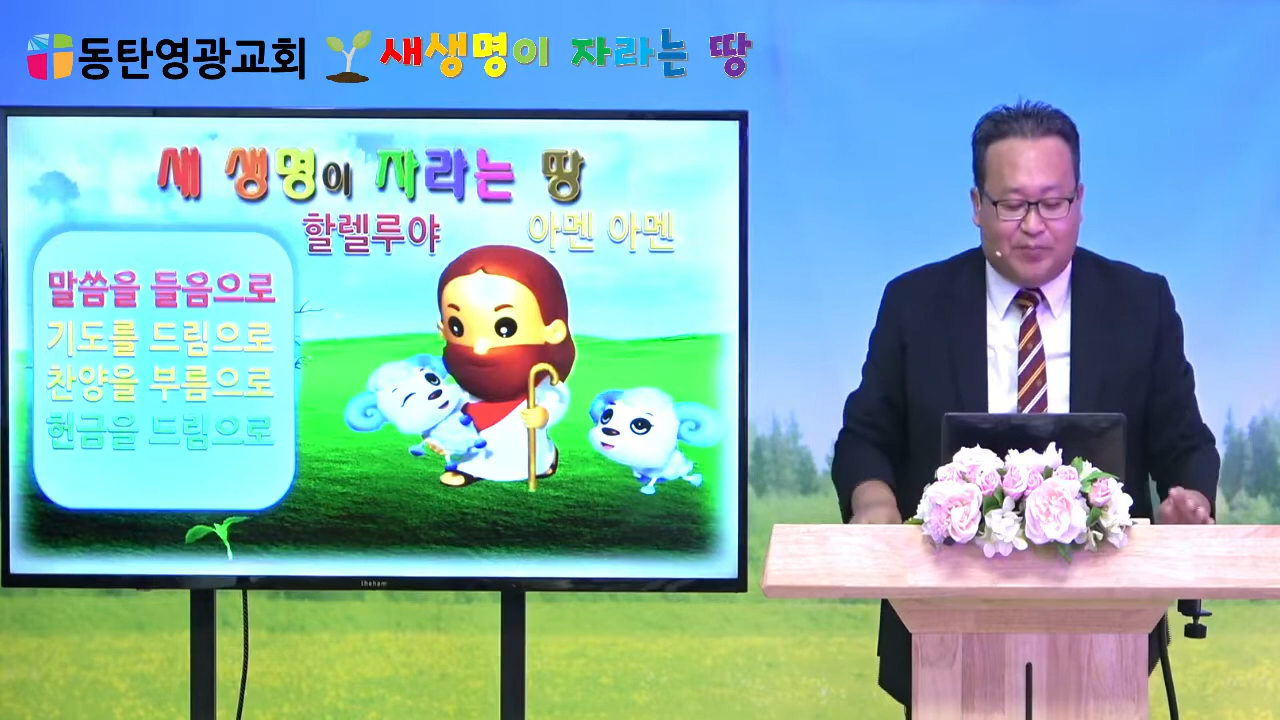 동탄영광교회 새생명이 자라는 땅
새 생명이 자라는 땅
할렐루야 아멘 아멘
말씀을 들음으로
기도를 드림으로
찬양을 부름으로
헌금을 드림으로
theham